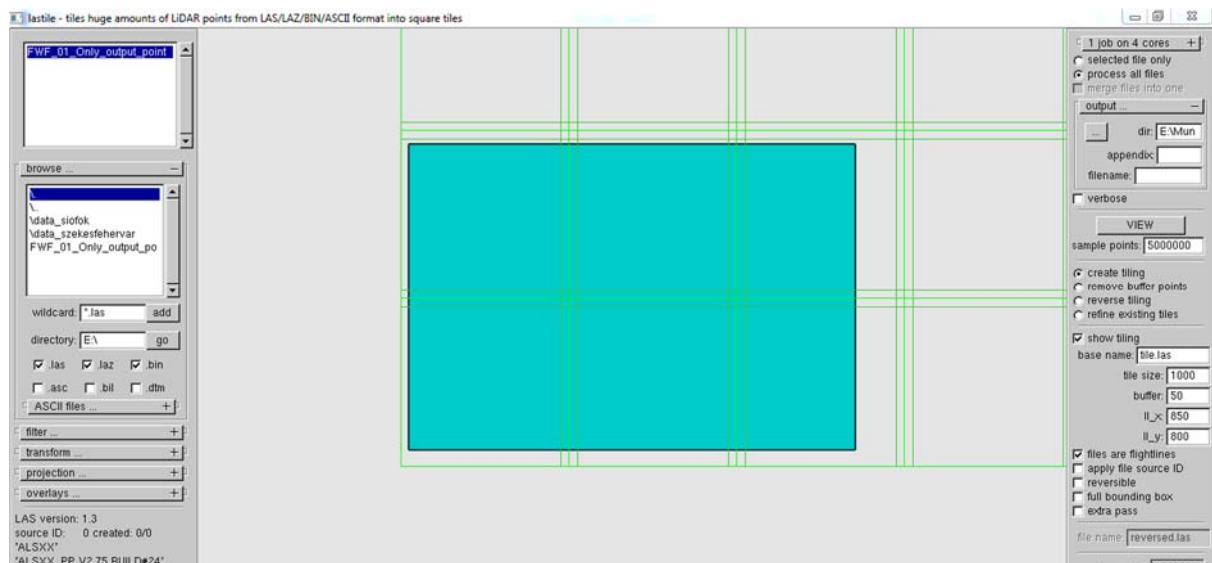 lastile - tiles huge amounts of LiDAR points from LAS/LAZ/BIN/ASCII format into square tiles
FWF_01_Only_output_point
browse ...
\
\..
\data_siofok
\data_szekesfehervar
FWF_01_Only_output_po
wildcard: *.las add
directory: E:\ go
.las .laz .bin
.asc .bil .dtm
ASCII files ... +
filter ... +
transform ... +
projection ... +
overlays ... +
LAS version: 1.3
source ID: 0 created: 0/0
"ALSXX"
"ALSXX_PP V2.75 BUILD#24"
1 job on 4 cores +
selected file only
process all files
merge files into one
output ...
... dir: E:\Mun
appendix:
filename:
verbose
VIEW
sample points: 5000000
create tiling
remove buffer points
reverse tiling
refine existing tiles
show tiling
base name: tile.las
tile size: 1000
buffer: 50
ll_x: 850
ll_y: 800
files are flightlines
apply file source ID
reversible
full bounding box
extra pass
file name: reversed.las